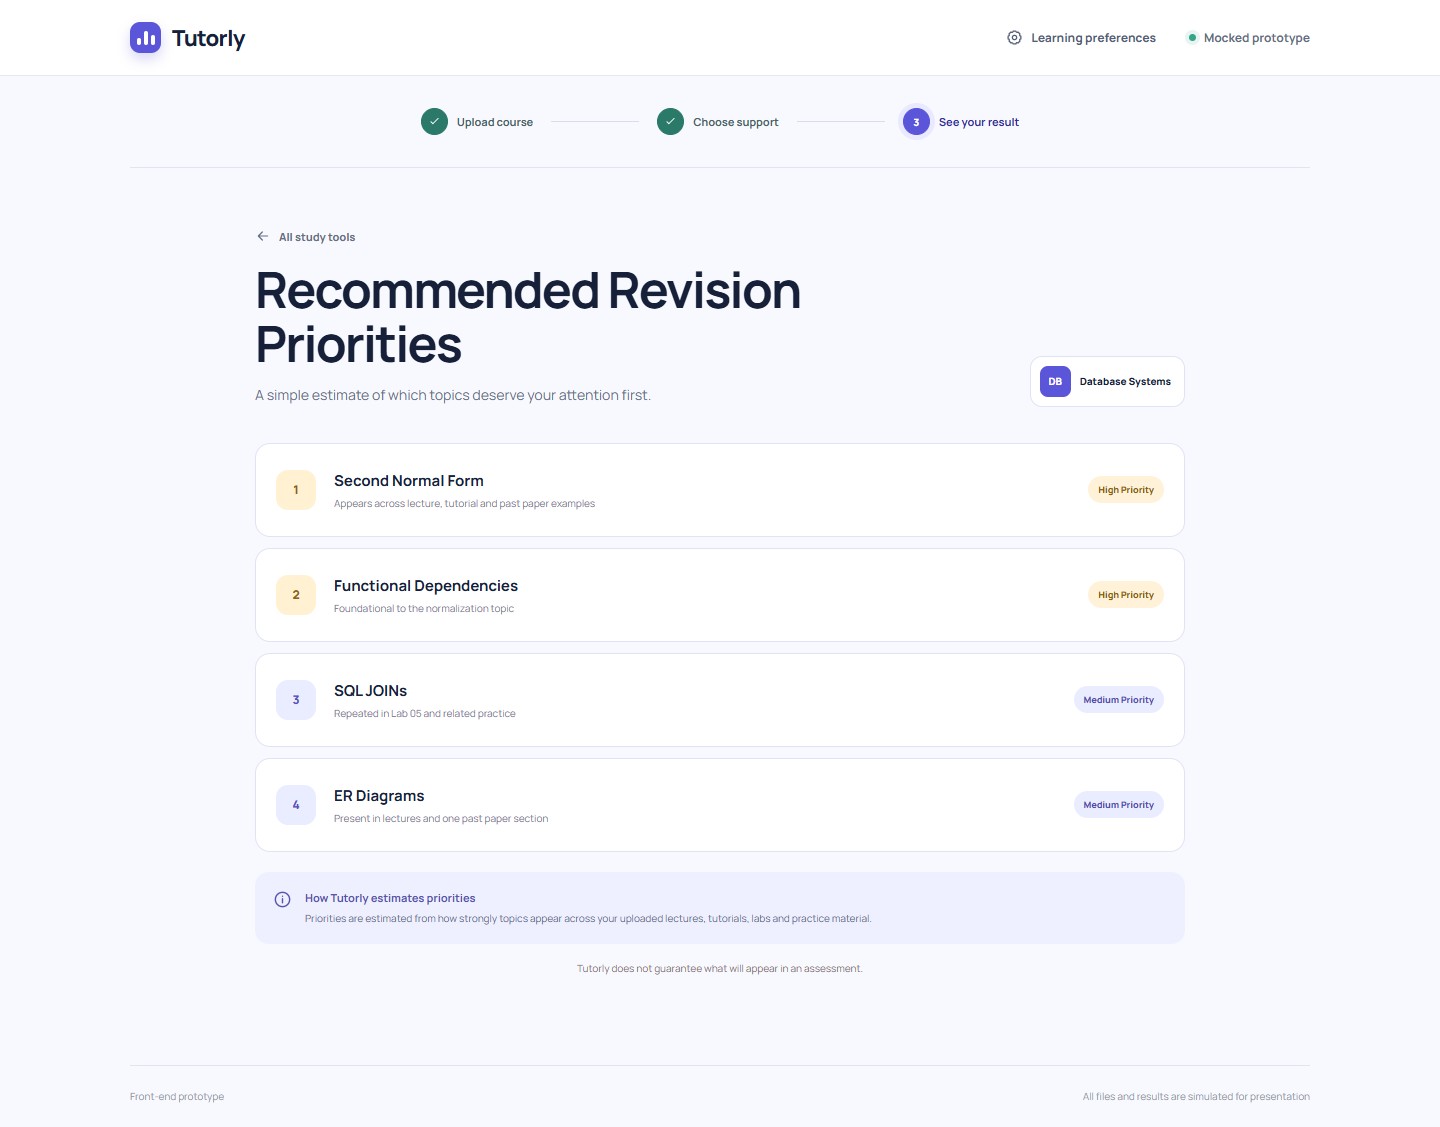 Tutorly
Learning preferences
Mocked prototype
Upload course
Choose support
3
See your result
All study tools
Recommended Revision
Priorities
A simple estimate of which topics deserve your attention first.
DB
Database Systems
1
Second Normal Form
Appears across lecture, tutorial and past paper examples
High Priority
2
Functional Dependencies
Foundational to the normalization topic
High Priority
3
SQL JOINs
Repeated in Lab 05 and related practice
Medium Priority
4
ER Diagrams
Present in lectures and one past paper section
Medium Priority
How Tutorly estimates priorities
Priorities are estimated from how strongly topics appear across your uploaded lectures, tutorials, labs and practice material.
Tutorly does not guarantee what will appear in an assessment.
Front-end prototype
All files and results are simulated for presentation